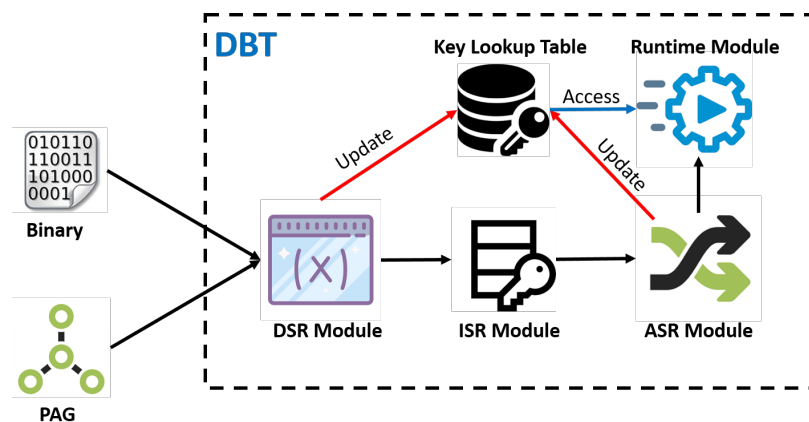 DBT
Key Lookup Table
Runtime Module
Access
Update
Update
010110
110011
101000
0001
Binary
(x)
DSR Module
ISR Module
ASR Module
PAG